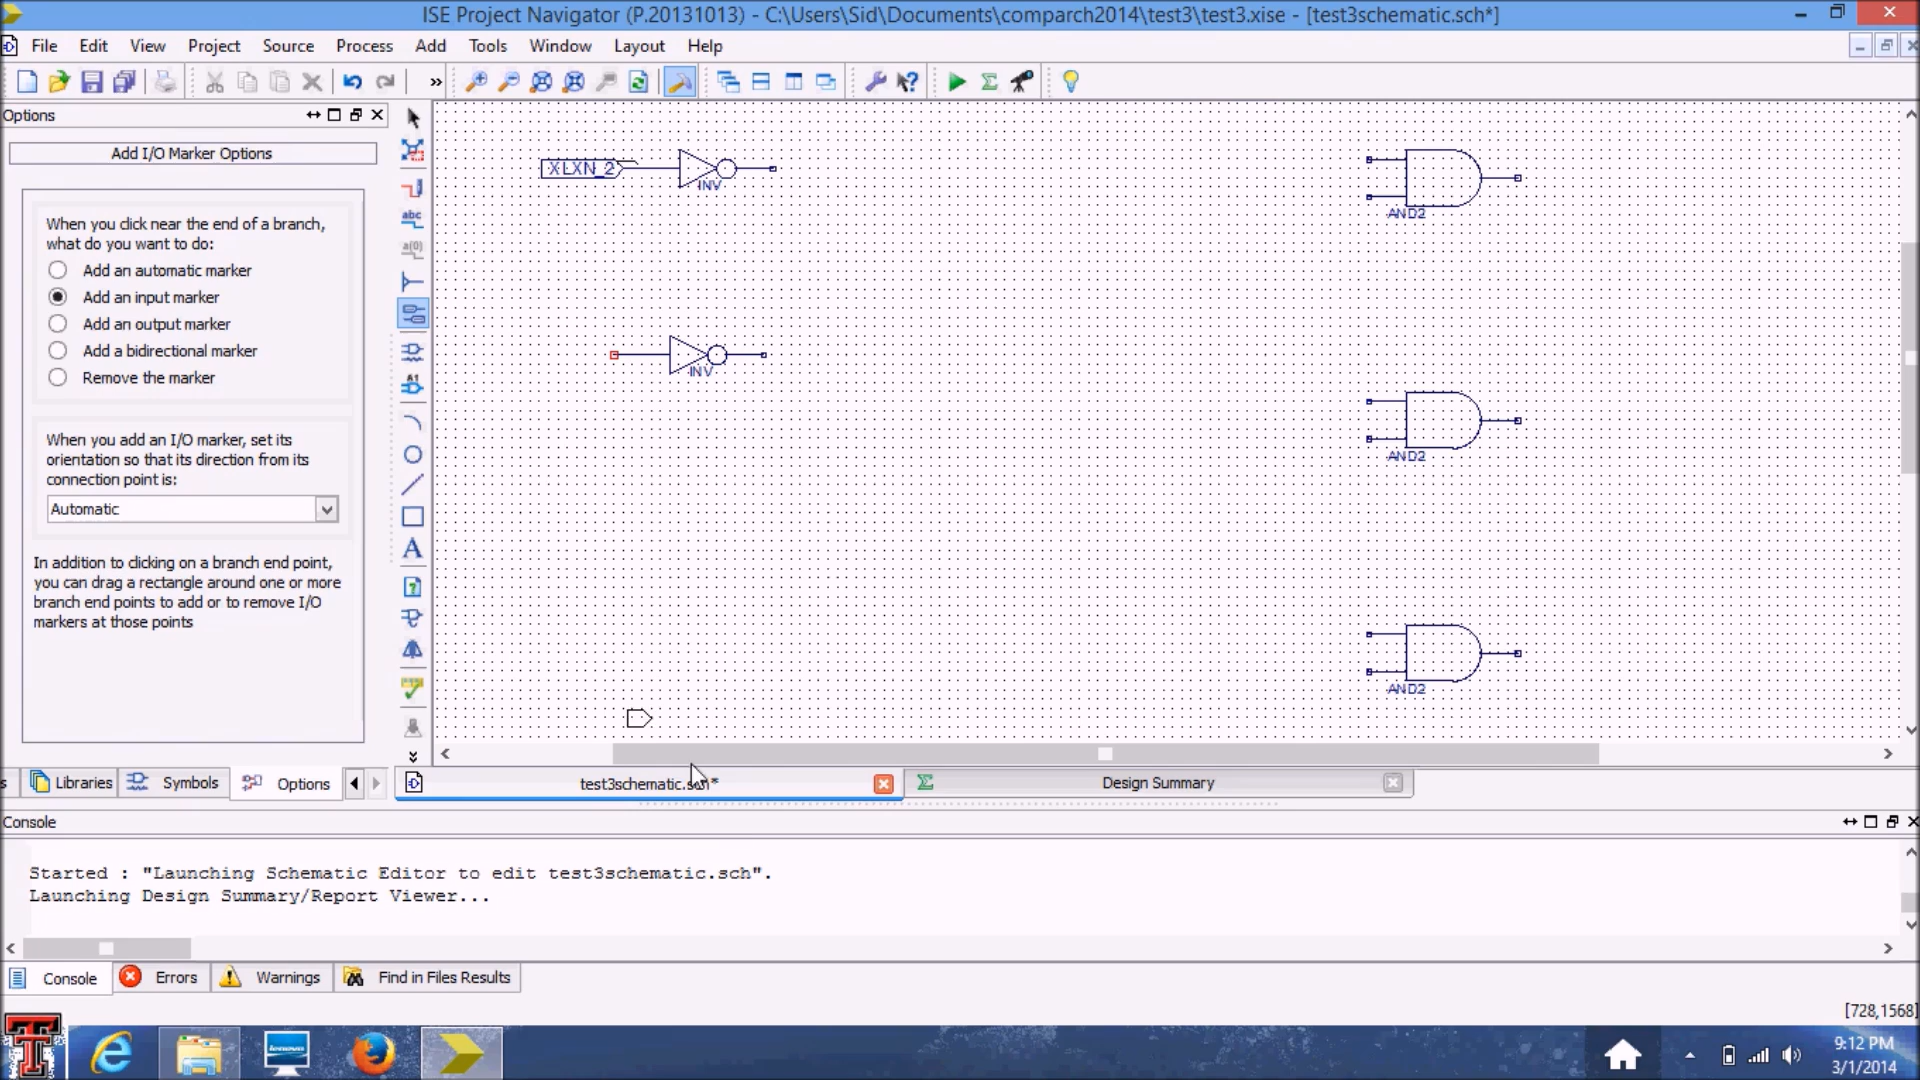 ISE Project Navigator (P.20131013) - C:\Users\Sid\Documents\comparch2014\test3\test3.xise - [test3schematic.sch*]
File Edit View Project Source Process Add Tools Window Layout Help
Options
Add I/O Marker Options
When you click near the end of a branch,
what do you want to do:
Add an automatic marker
Add an input marker
Add an output marker
Add a bidirectional marker
Remove the marker
When you add an I/O marker, set its
orientation so that its direction from its
connection point is:
Automatic
In addition to clicking on a branch end point,
you can drag a rectangle around one or more
branch end points to add or to remove I/O
markers at those points
abc
a(0)
A1
A
XLXN_2
INV
AND2
INV
AND2
AND2
s Libraries Symbols Options
test3schematic.sch*
Design Summary
Console
Started : "Launching Schematic Editor to edit test3schematic.sch".
Launching Design Summary/Report Viewer...
Console Errors Warnings Find in Files Results
[728,1568]
9:12 PM
3/1/2014